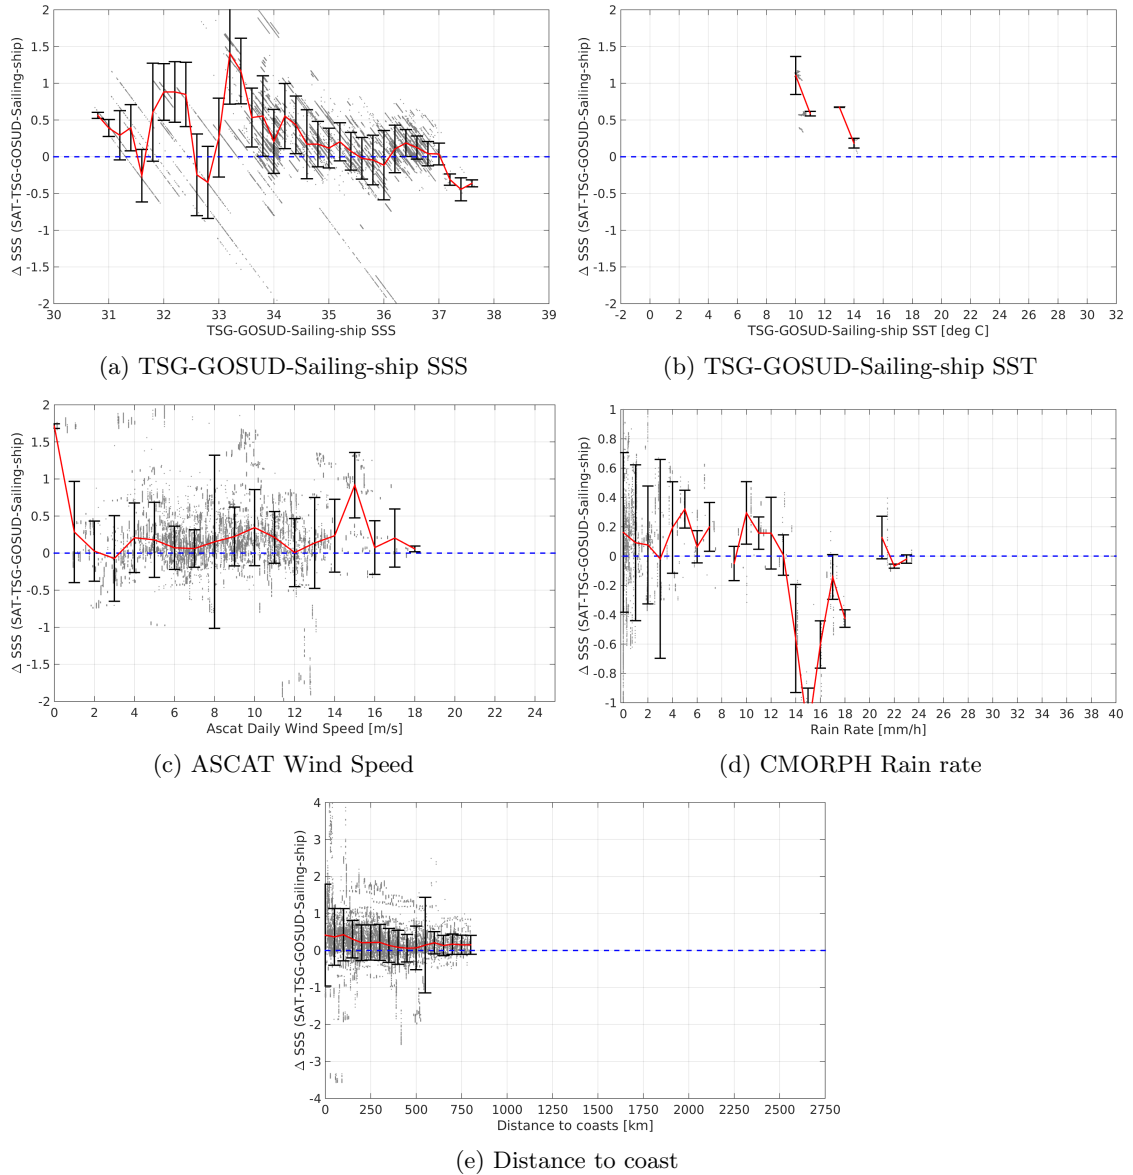 2
1.5
1
0.5
0
-0.5
-1
-1.5
-2
Δ SSS (SAT-TSG-GOSUD-Sailing-ship)
30 31 32 33 34 35 36 37 38 39
TSG-GOSUD-Sailing-ship SSS
(a) TSG-GOSUD-Sailing-ship SSS
2
1.5
1
0.5
0
-0.5
-1
-1.5
-2
Δ SSS (SAT-TSG-GOSUD-Sailing-ship)
-2 0 2 4 6 8 10 12 14 16 18 20 22 24 26 28 30 32
TSG-GOSUD-Sailing-ship SST [deg C]
(b) TSG-GOSUD-Sailing-ship SST
2
1.5
1
0.5
0
-0.5
-1
-1.5
-2
Δ SSS (SAT-TSG-GOSUD-Sailing-ship)
0 2 4 6 8 10 12 14 16 18 20 22 24
Ascat Daily Wind Speed [m/s]
(c) ASCAT Wind Speed
1
0.8
0.6
0.4
0.2
0
-0.2
-0.4
-0.6
-0.8
-1
Δ SSS (SAT-TSG-GOSUD-Sailing-ship)
0 2 4 6 8 10 12 14 16 18 20 22 24 26 28 30 32 34 36 38 40
Rain Rate [mm/h]
(d) CMORPH Rain rate
4
3
2
1
0
-1
-2
-3
-4
Δ SSS (SAT-TSG-GOSUD-Sailing-ship)
0 250 500 750 1000 1250 1500 1750 2000 2250 2500 2750
Distance to coasts [km]
(e) Distance to coast